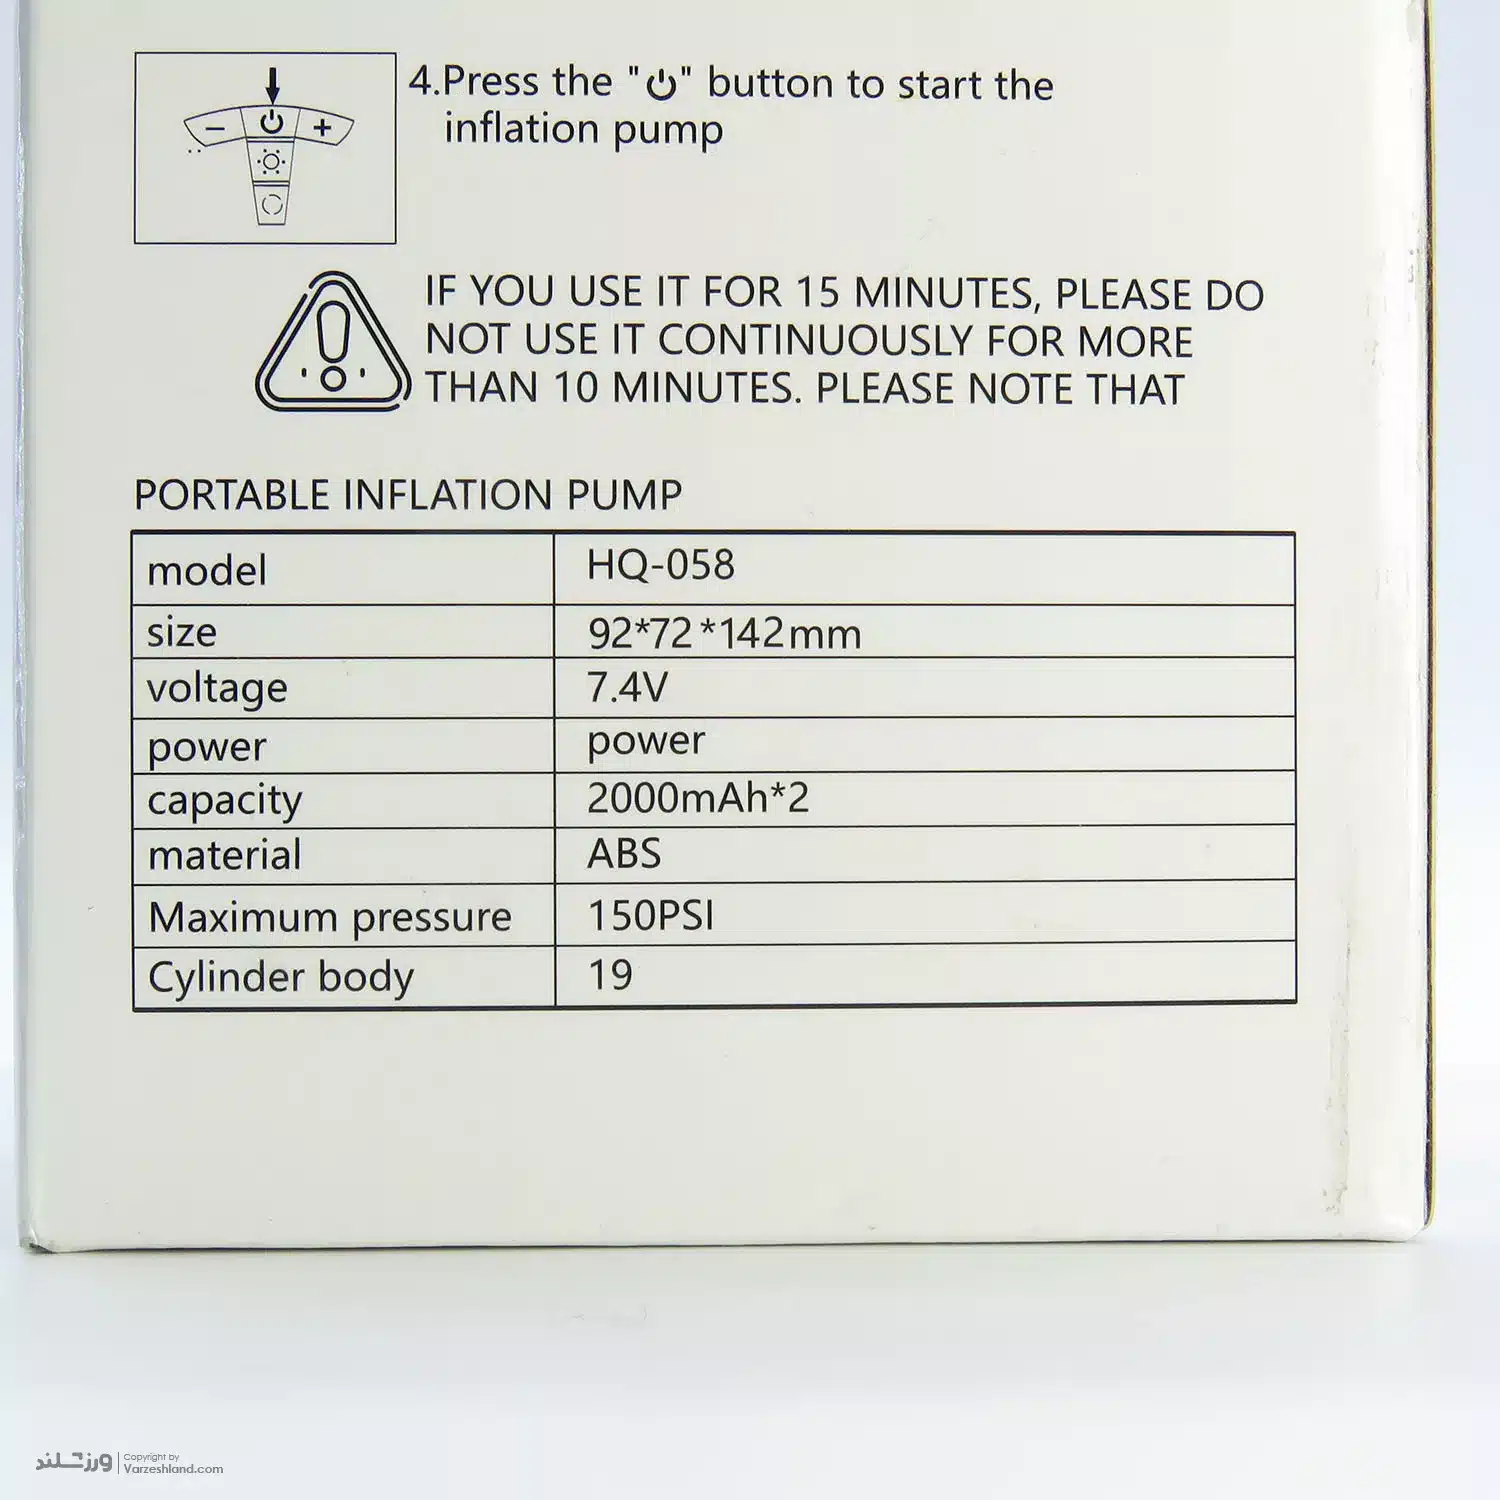 4.Press the "⏻" button to start the
inflation pump
− ⏻ +
IF YOU USE IT FOR 15 MINUTES, PLEASE DO
NOT USE IT CONTINUOUSLY FOR MORE
THAN 10 MINUTES. PLEASE NOTE THAT
PORTABLE INFLATION PUMP
model HQ-058
size 92*72*142mm
voltage 7.4V
power power
capacity 2000mAh*2
material ABS
Maximum pressure 150PSI
Cylinder body 19
ورزشلند
Copyright by
Varzeshland.com